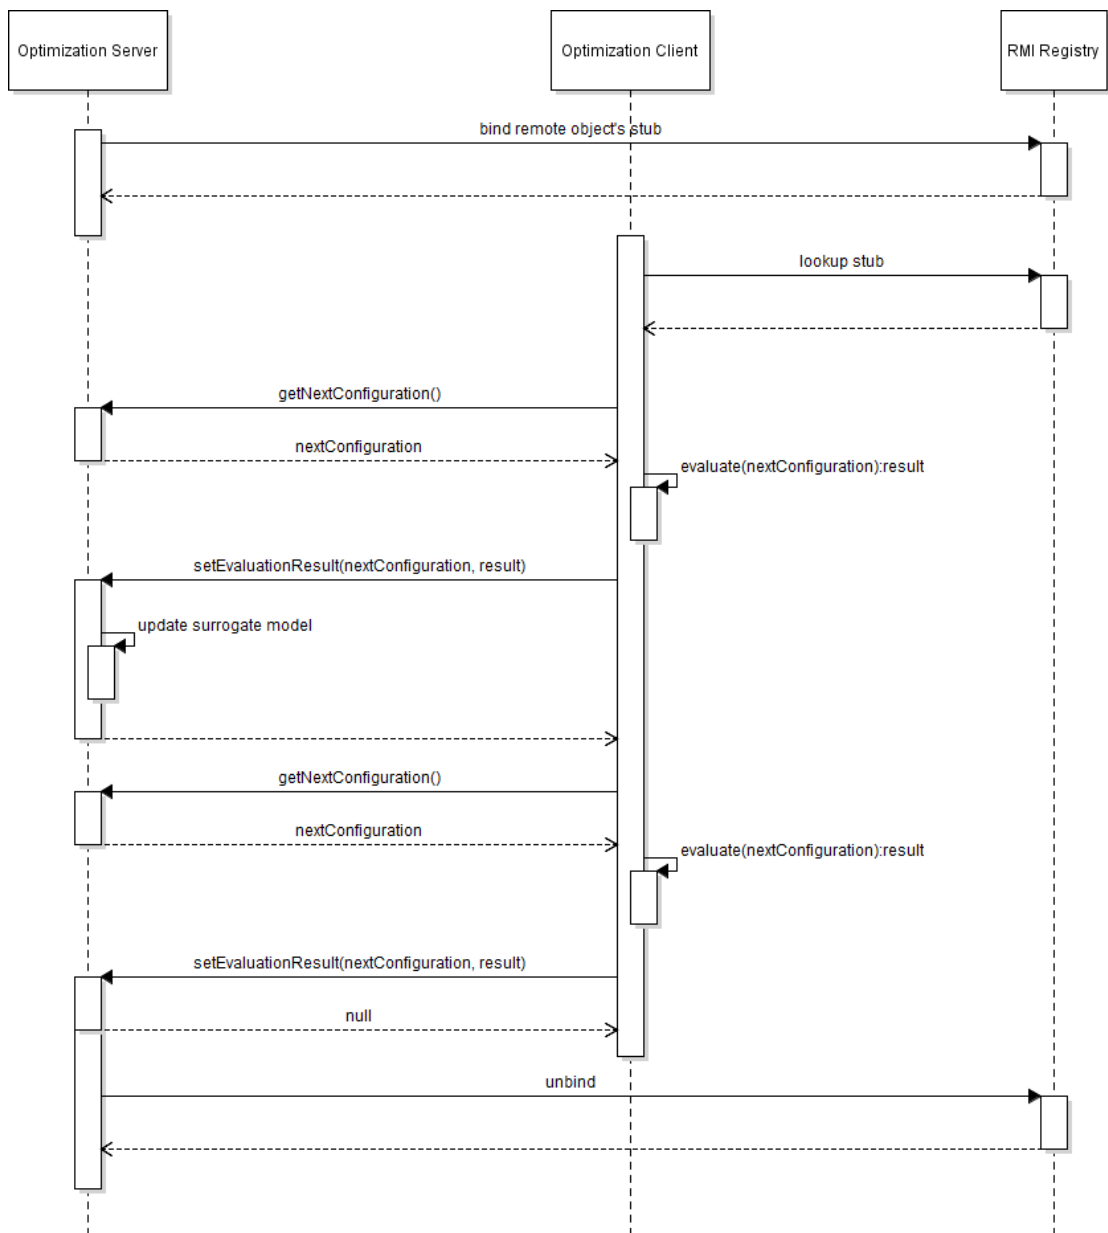 Optimization Server
Optimization Client
RMI Registry
bind remote object's stub
lookup stub
getNextConfiguration()
nextConfiguration
evaluate(nextConfiguration):result
setEvaluationResult(nextConfiguration, result)
update surrogate model
getNextConfiguration()
nextConfiguration
evaluate(nextConfiguration):result
setEvaluationResult(nextConfiguration, result)
null
unbind